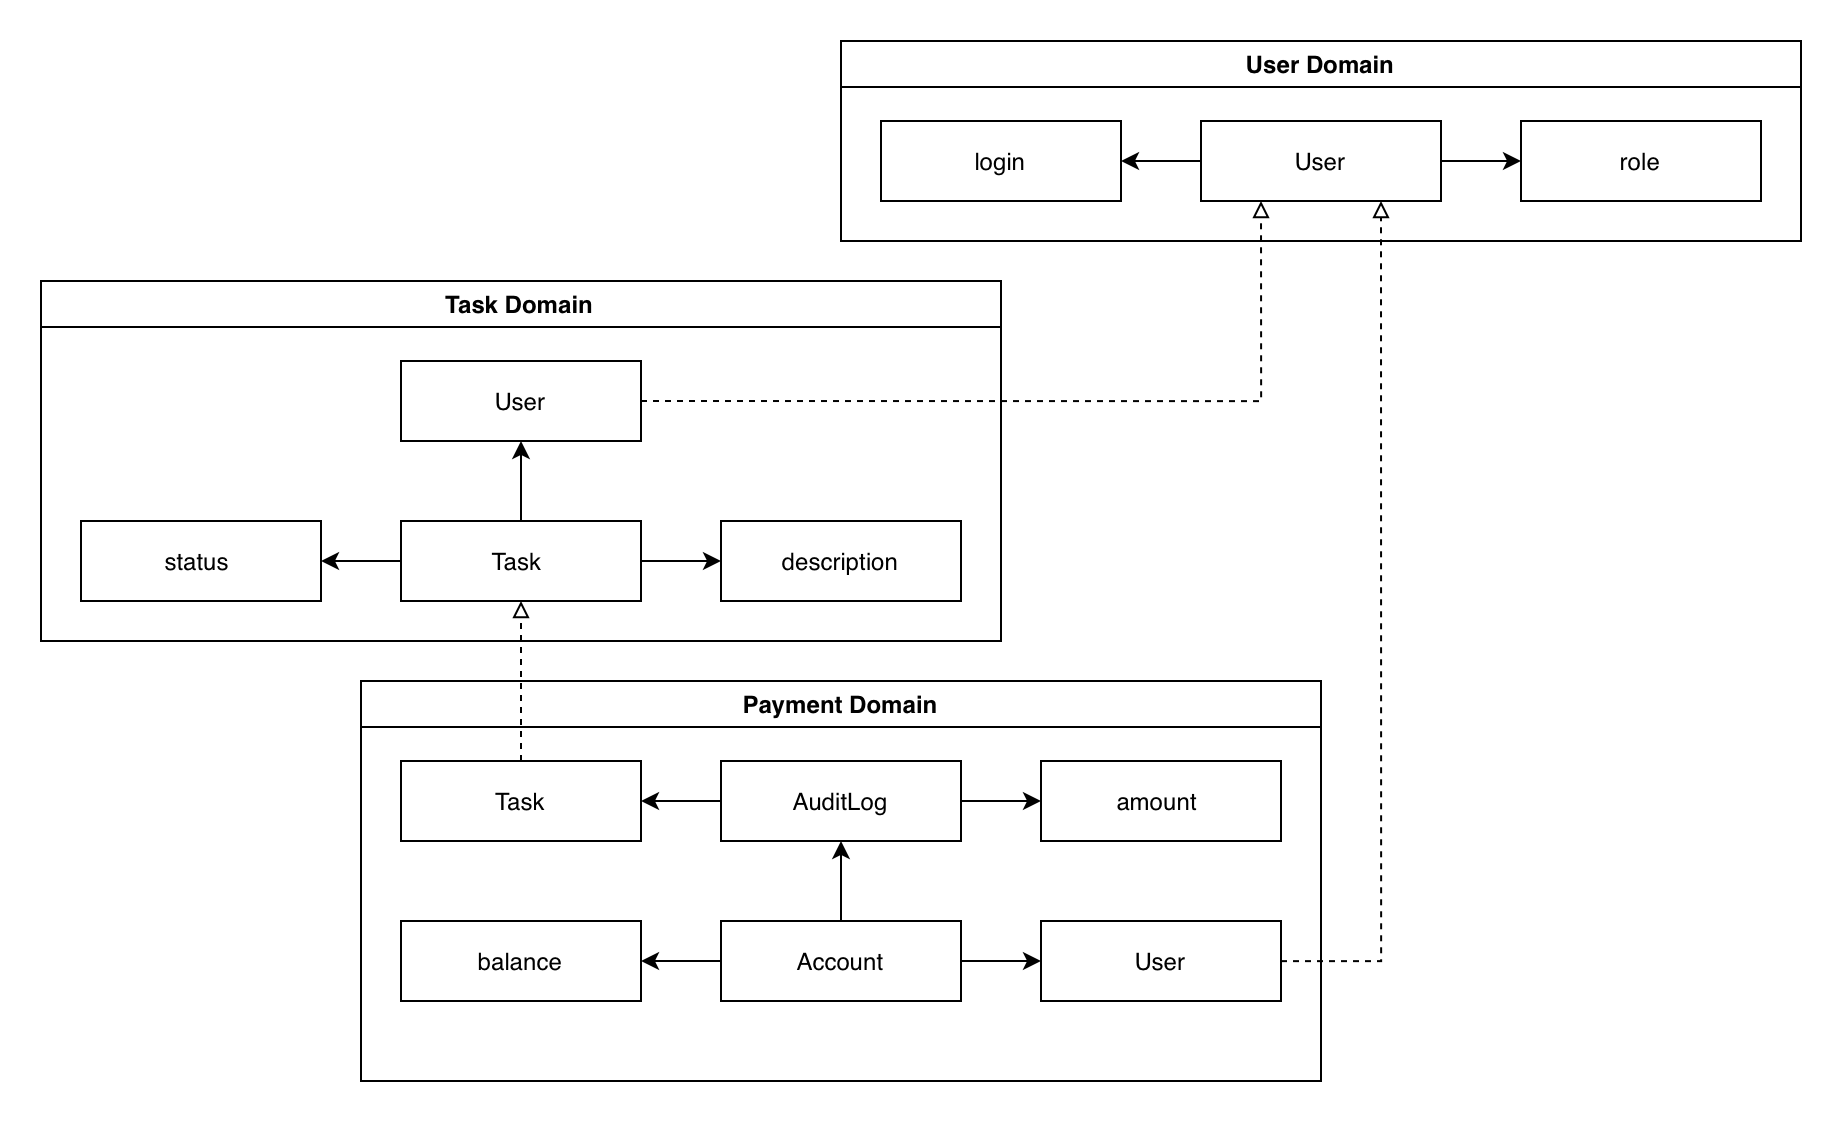 User Domain
login
User
role
Task Domain
User
status
Task
description
Payment Domain
Task
AuditLog
amount
balance
Account
User